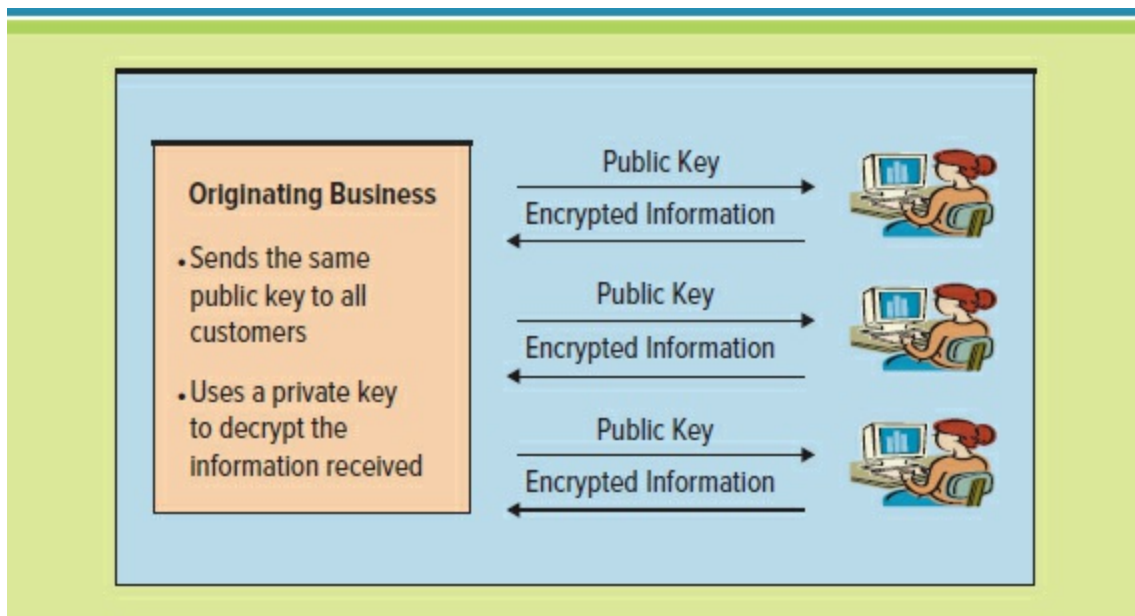 Originating Business
• Sends the same
public key to all
customers
• Uses a private key
to decrypt the
information received
Public Key
Encrypted Information
Public Key
Encrypted Information
Public Key
Encrypted Information